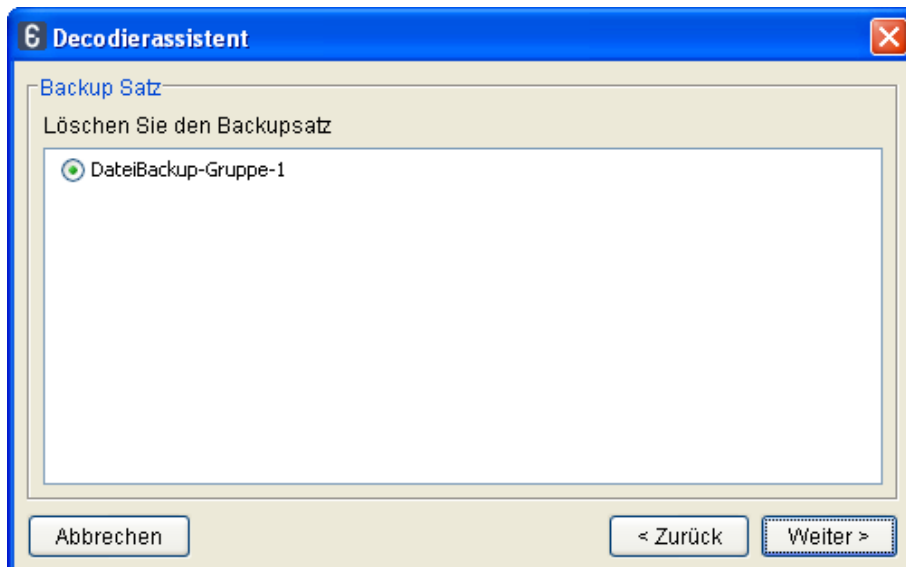 Decodierassistent
Backup Satz
Löschen Sie den Backupsatz
DateiBackup-Gruppe-1
Abbrechen
< Zurück
Weiter >